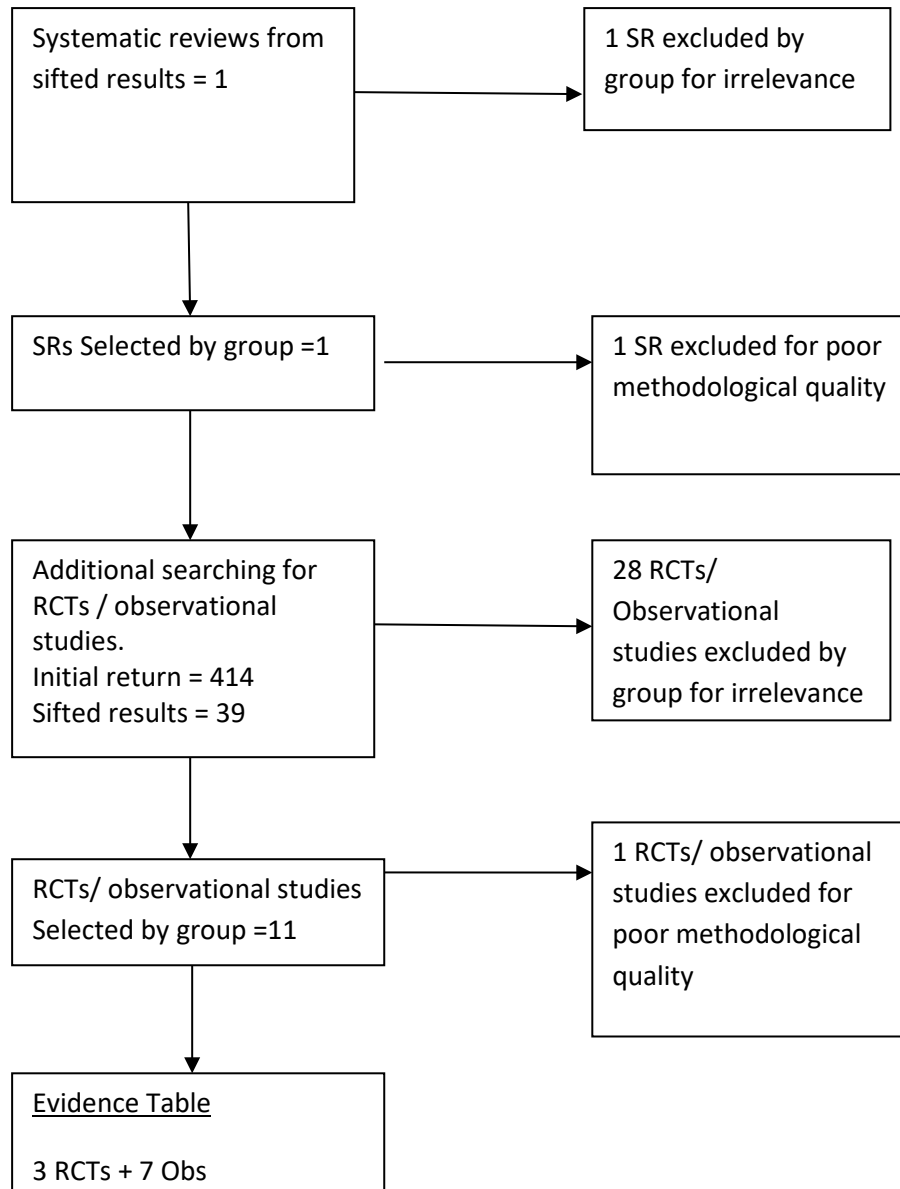 Systematic reviews from
sifted results = 1
1 SR excluded by
group for irrelevance
SRs Selected by group =1
1 SR excluded for poor
methodological quality
Additional searching for
RCTs / observational
studies.
Initial return = 414
Sifted results = 39
28 RCTs/
Observational
studies excluded by
group for irrelevance
RCTs/ observational studies
Selected by group =11
1 RCTs/ observational
studies excluded for
poor methodological
quality
Evidence Table
3 RCTs + 7 Obs